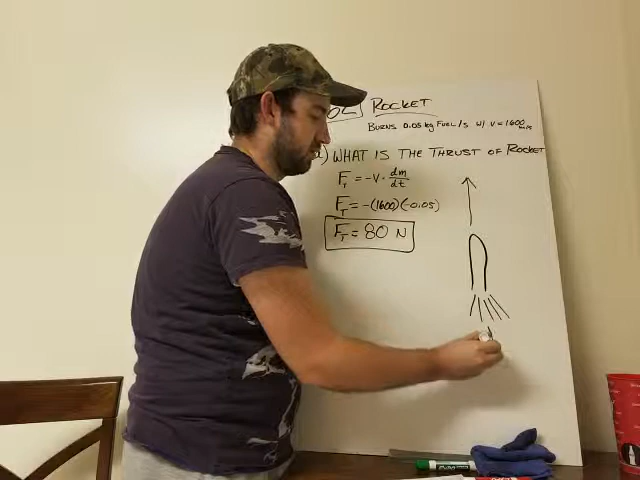 ROCKET
BURNS 0.05 kg FUEL/S W/ V = 1600 m/s
a) WHAT IS THE THRUST OF ROCKET
F_T = -V · dm/dt
F_T = -(1600)(-0.05)
F_T = 80 N
EXPO